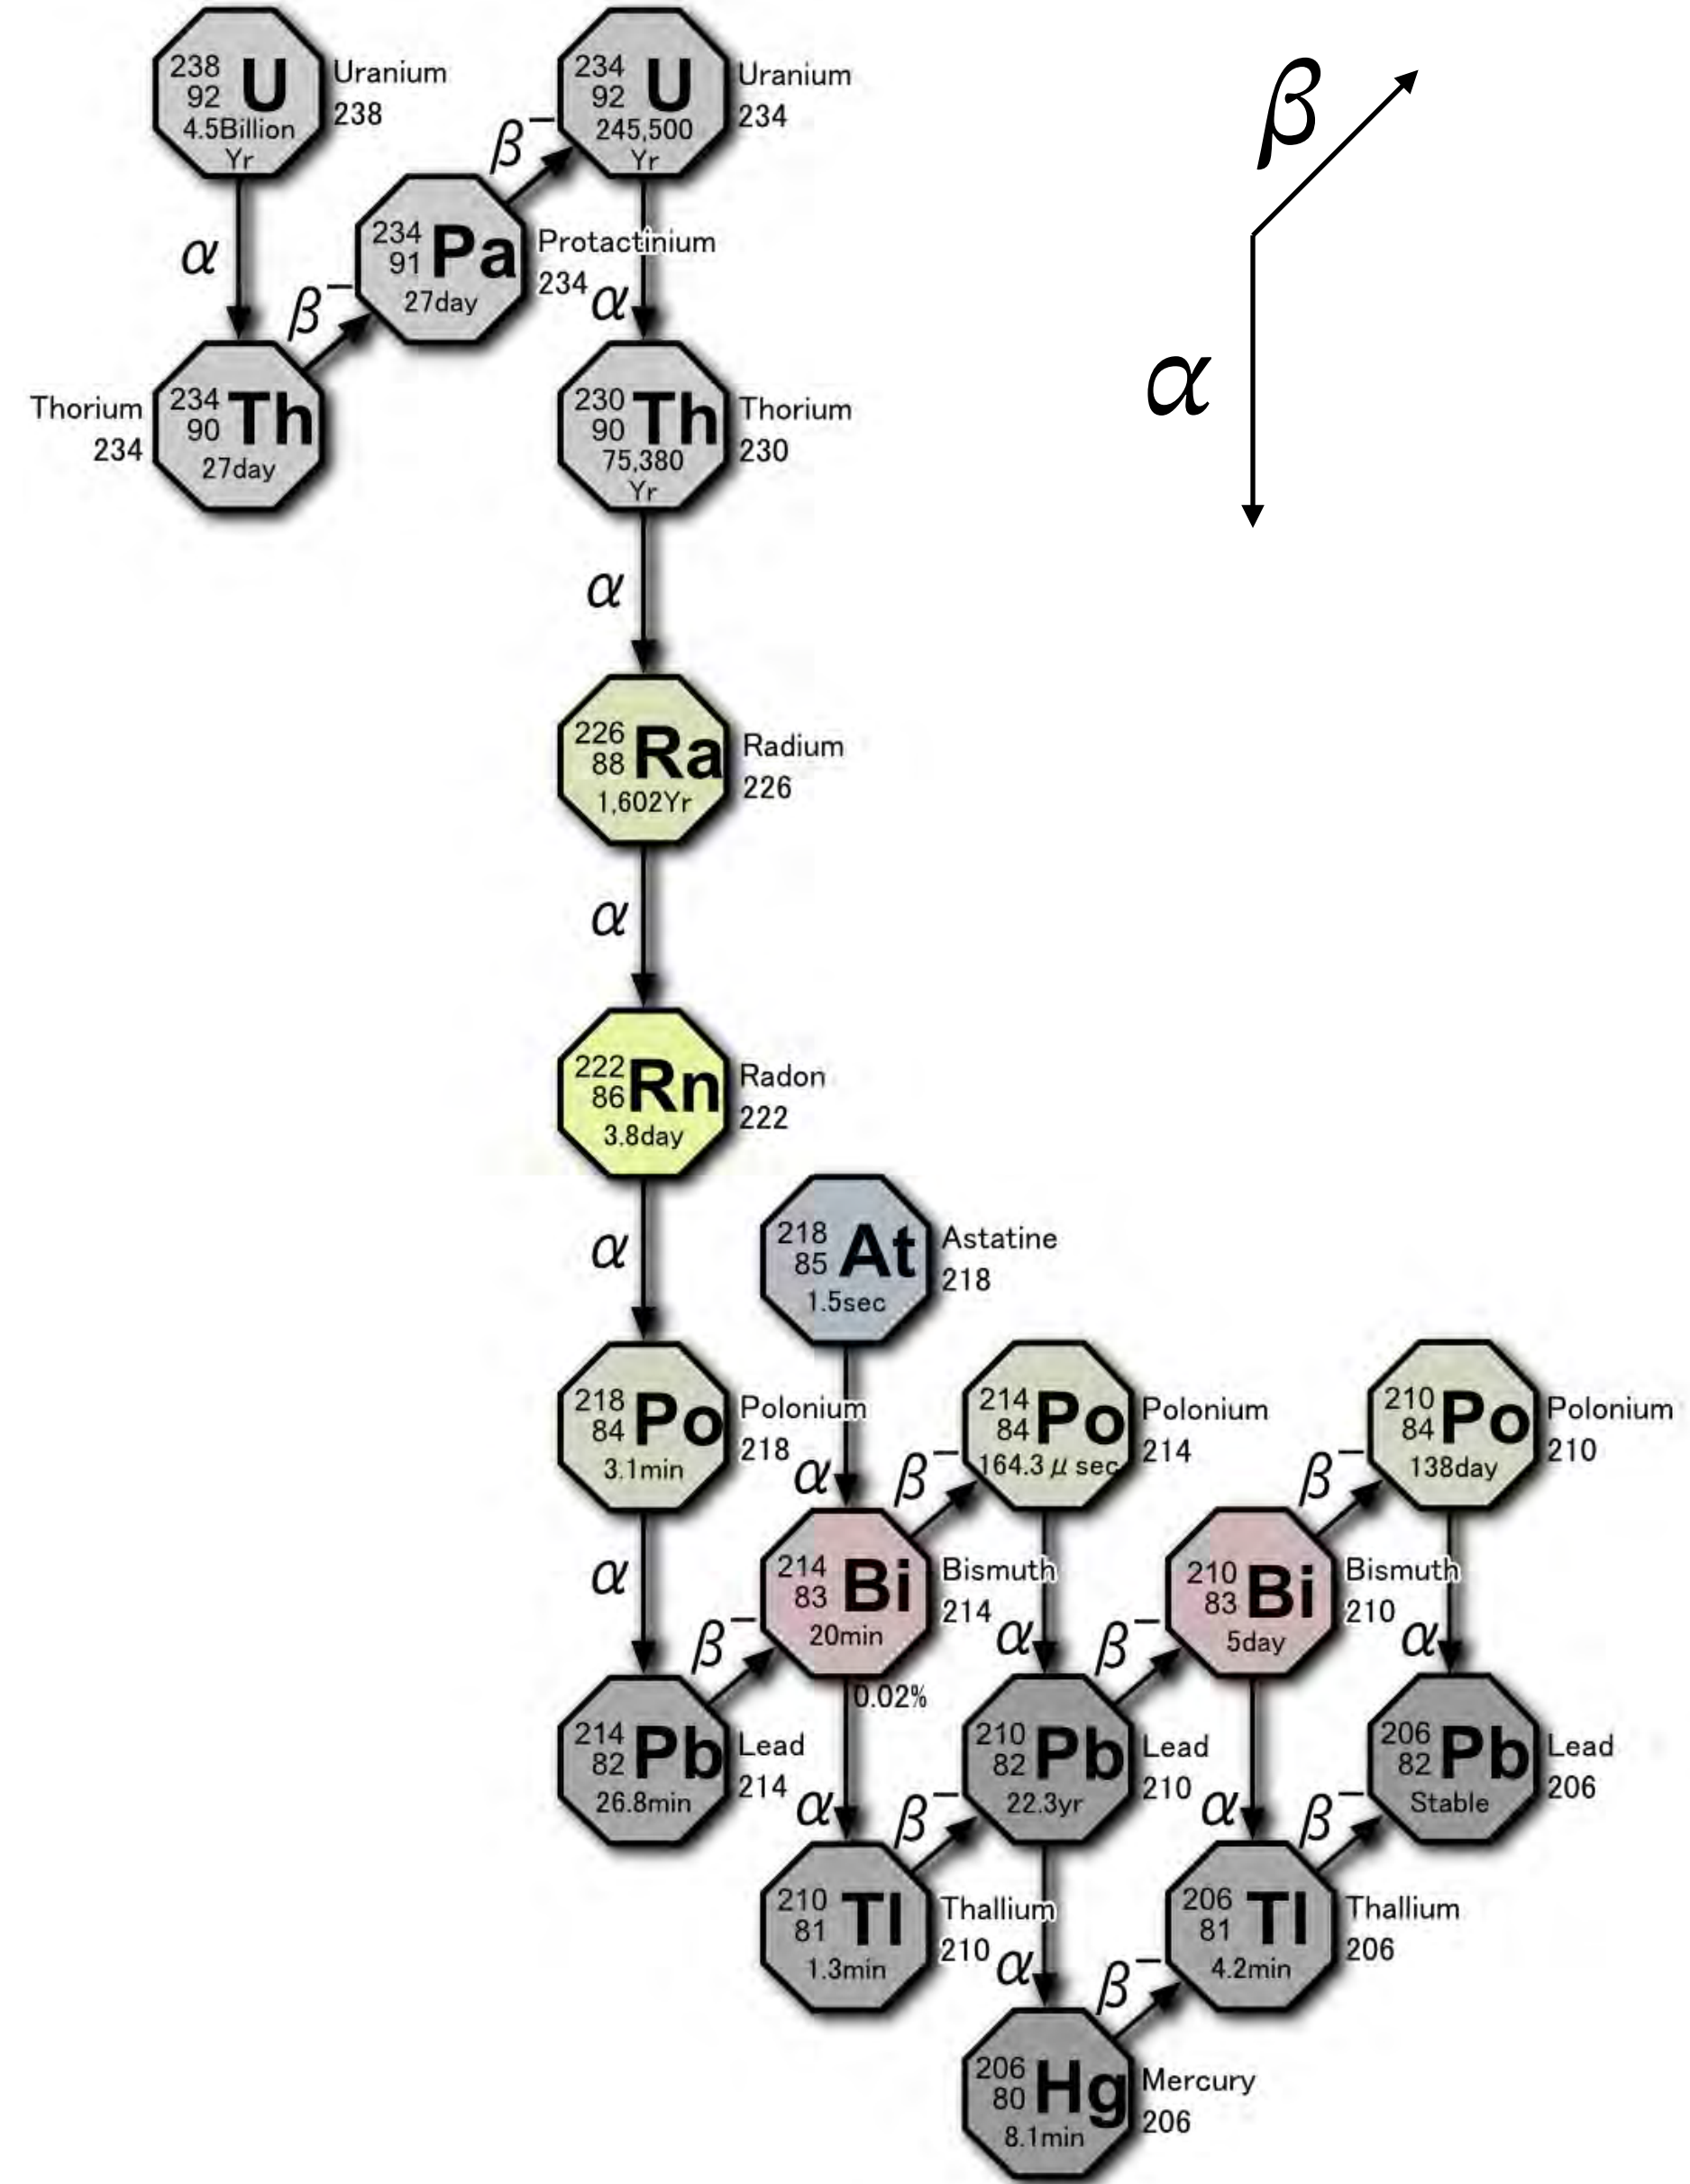 238
92 U
4.5Billion
Yr
Uranium
238
234
92 U
245,500
Yr
Uranium
234
β
β−
234
91 Pa
27day
Protactinium
234
α
β−
α
α
Thorium
234
234
90 Th
27day
230
90 Th
75,380
Yr
Thorium
230
α
226
88 Ra
1,602Yr
Radium
226
α
222
86 Rn
3.8day
Radon
222
α
218
85 At
1.5sec
Astatine
218
218
84 Po
3.1min
Polonium
218
α
β−
214
84 Po
164.3 μ sec
Polonium
214
β−
210
84 Po
138day
Polonium
210
α
β−
214
83 Bi
20min
Bismuth
214
0.02%
α
β−
210
83 Bi
5day
Bismuth
210
α
214
82 Pb
26.8min
Lead
214
α
β−
210
82 Pb
22.3yr
Lead
210
α
β−
206
82 Pb
Stable
Lead
206
210
81 Tl
1.3min
Thallium
210
α
β−
206
81 Tl
4.2min
Thallium
206
206
80 Hg
8.1min
Mercury
206